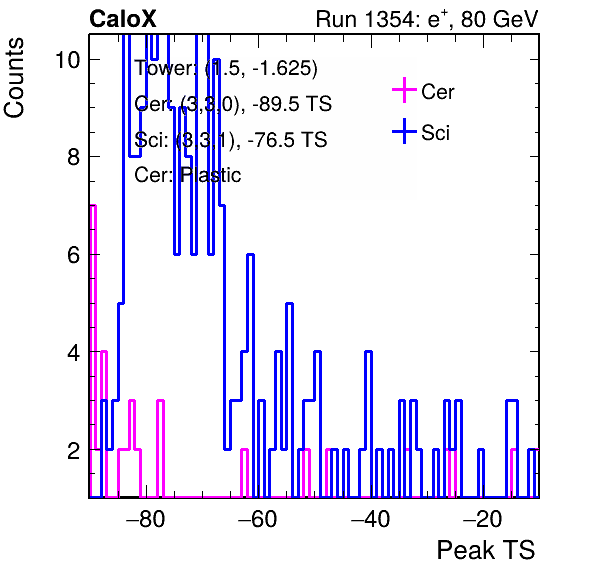 CaloX
Run 1354: e+, 80 GeV
Counts
Tower: (1.5, -1.625)
Cer: (3,3,0), -89.5 TS
Sci: (3,3,1), -76.5 TS
Cer: Plastic
Cer
Sci
10
8
6
4
2
−80
−60
−40
−20
Peak TS